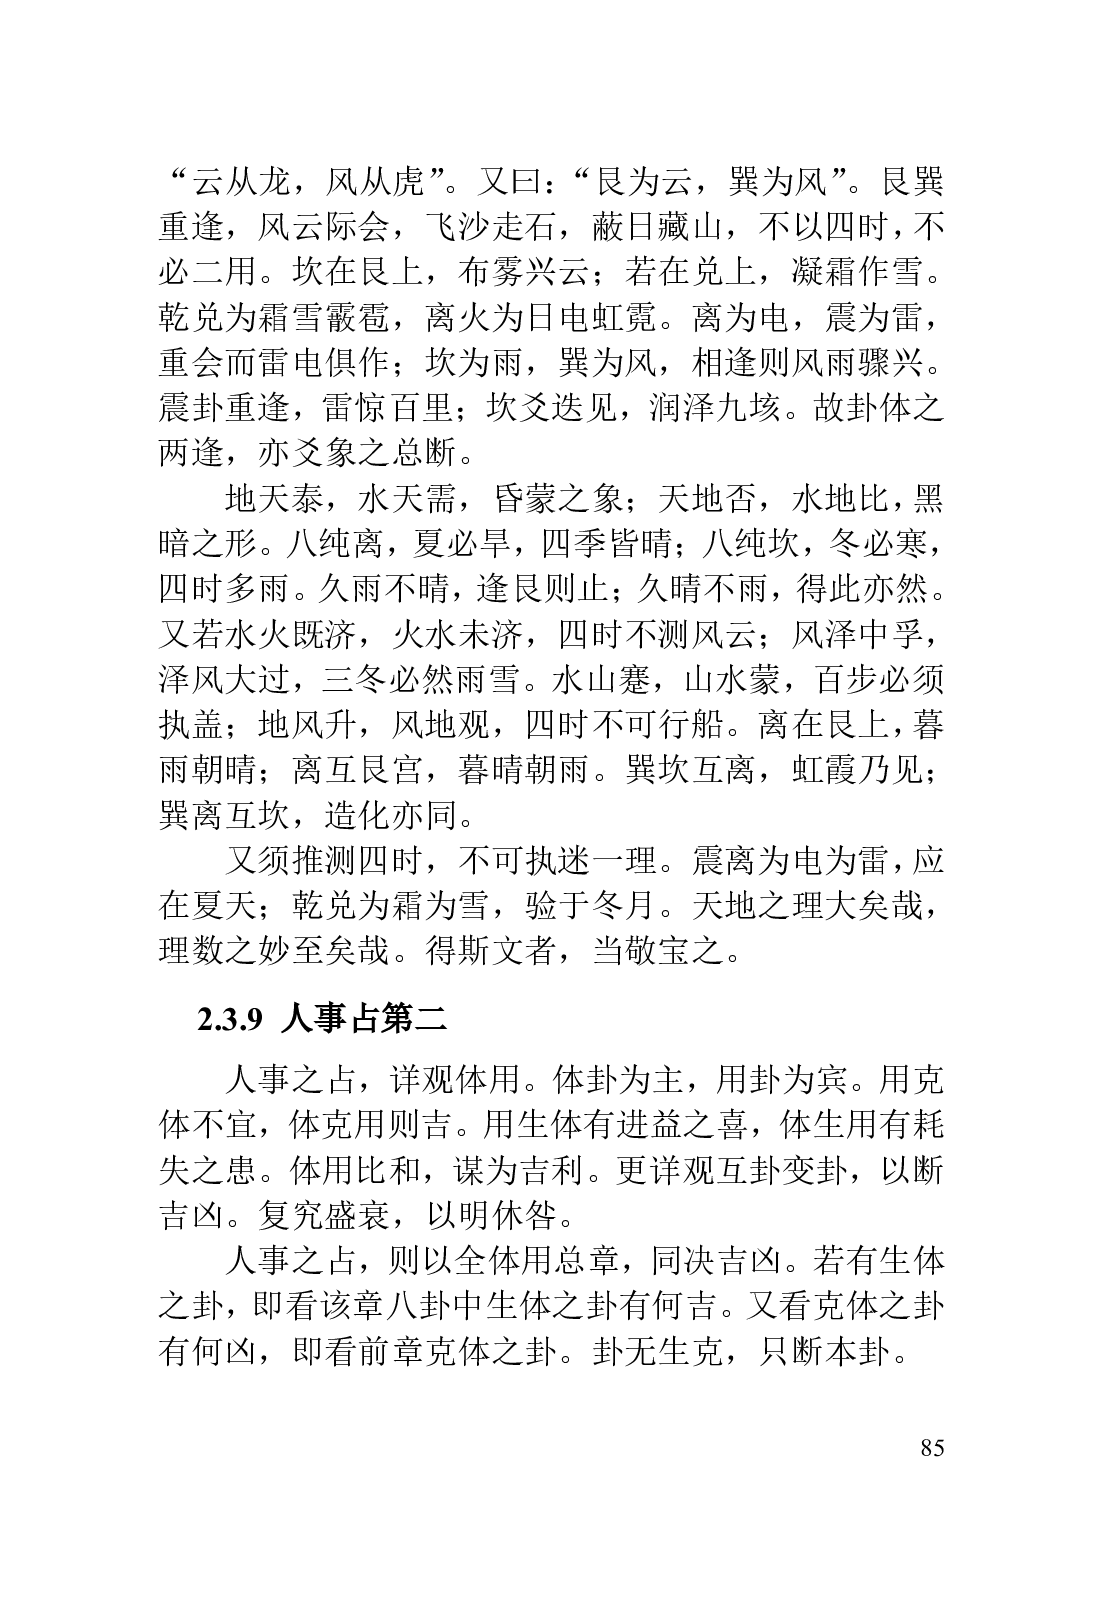 “云从龙，风从虎”。又曰：“艮为云，巽为风”。艮巽
重逢，风云际会，飞沙走石，蔽日藏山，不以四时，不
必二用。坎在艮上，布雾兴云；若在兑上，凝霜作雪。
乾兑为霜雪霰雹，离火为日电虹霓。离为电，震为雷，
重会而雷电俱作；坎为雨，巽为风，相逢则风雨骤兴。
震卦重逢，雷惊百里；坎爻迭见，润泽九垓。故卦体之
两逢，亦爻象之总断。
地天泰，水天需，昏蒙之象；天地否，水地比，黑
暗之形。八纯离，夏必旱，四季皆晴；八纯坎，冬必寒，
四时多雨。久雨不晴，逢艮则止；久晴不雨，得此亦然。
又若水火既济，火水未济，四时不测风云；风泽中孚，
泽风大过，三冬必然雨雪。水山蹇，山水蒙，百步必须
执盖；地风升，风地观，四时不可行船。离在艮上，暮
雨朝晴；离互艮宫，暮晴朝雨。巽坎互离，虹霞乃见；
巽离互坎，造化亦同。
又须推测四时，不可执迷一理。震离为电为雷，应
在夏天；乾兑为霜为雪，验于冬月。天地之理大矣哉，
理数之妙至矣哉。得斯文者，当敬宝之。
2.3.9 人事占第二
人事之占，详观体用。体卦为主，用卦为宾。用克
体不宜，体克用则吉。用生体有进益之喜，体生用有耗
失之患。体用比和，谋为吉利。更详观互卦变卦，以断
吉凶。复究盛衰，以明休咎。
人事之占，则以全体用总章，同决吉凶。若有生体
之卦，即看该章八卦中生体之卦有何吉。又看克体之卦
有何凶，即看前章克体之卦。卦无生克，只断本卦。
85